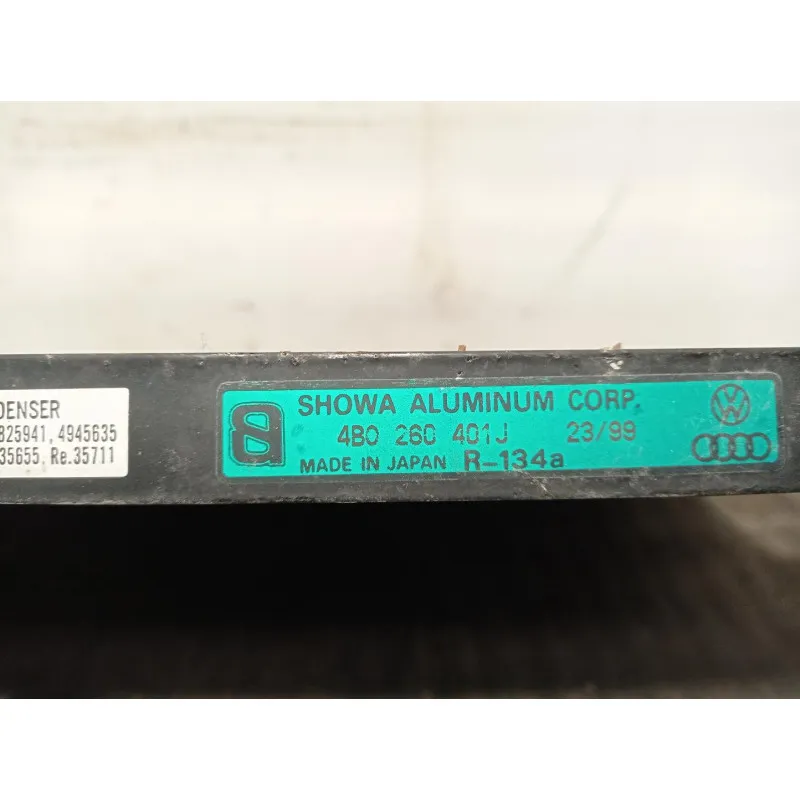 DENSER
825941, 4945635
35655, Re.35711
SHOWA ALUMINUM CORP.
4B0 260 401J 23/99
MADE IN JAPAN R-134a